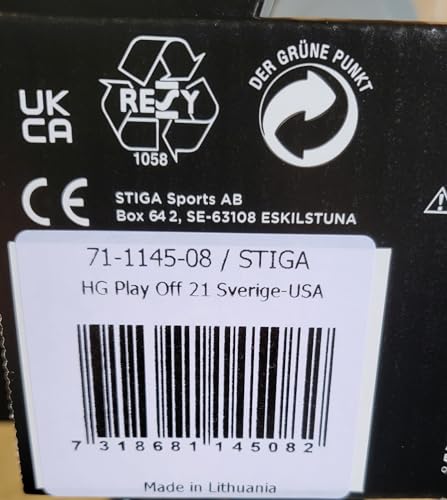 UK
CA
RESY
1058
DER GRÜNE PUNKT
CE
STIGA Sports AB
Box 642, SE-63108 ESKILSTUNA
71-1145-08 / STIGA
HG Play Off 21 Sverige-USA
7 318681 145082
Made in Lithuania